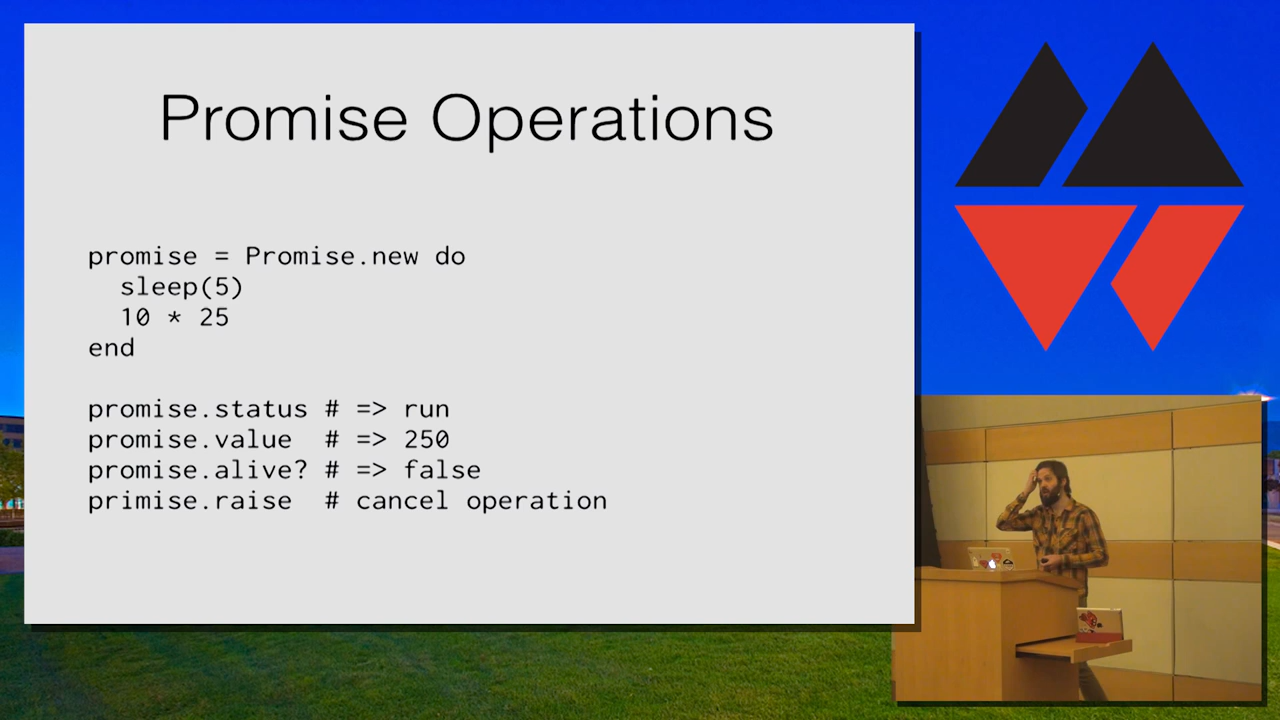 Promise Operations
promise = Promise.new do
  sleep(5)
  10 * 25
end
promise.status # => run
promise.value  # => 250
promise.alive? # => false
primise.raise  # cancel operation